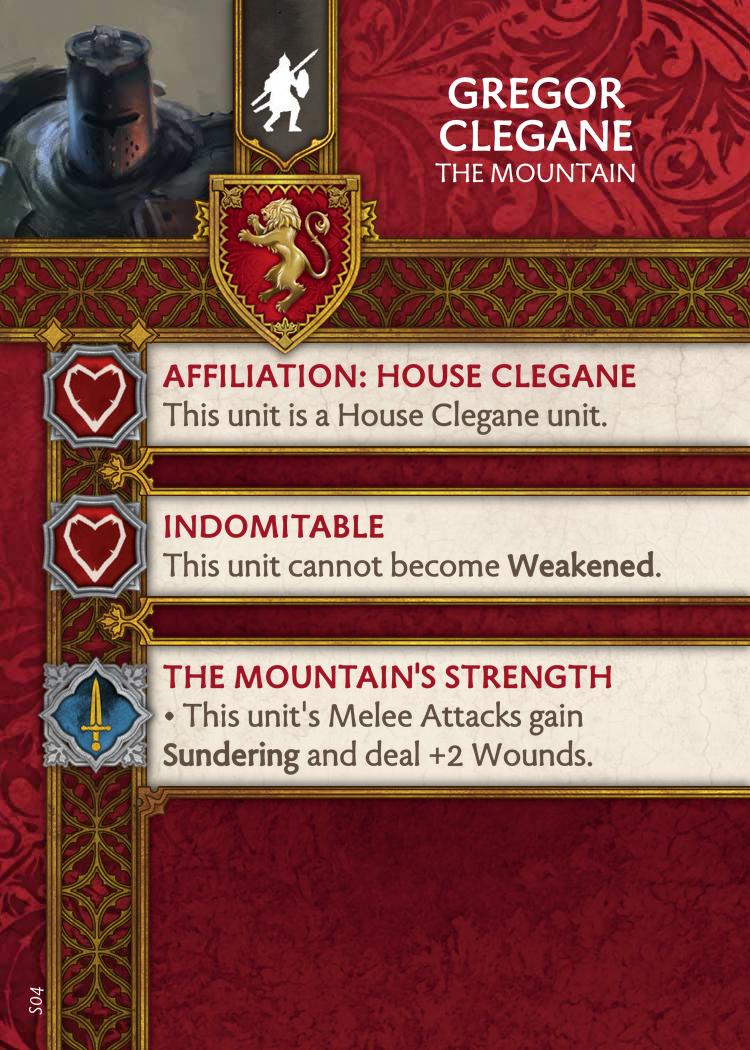 GREGOR
CLEGANE
THE MOUNTAIN
AFFILIATION: HOUSE CLEGANE
This unit is a House Clegane unit.
INDOMITABLE
This unit cannot become Weakened.
THE MOUNTAIN'S STRENGTH
• This unit's Melee Attacks gain
Sundering and deal +2 Wounds.
S04